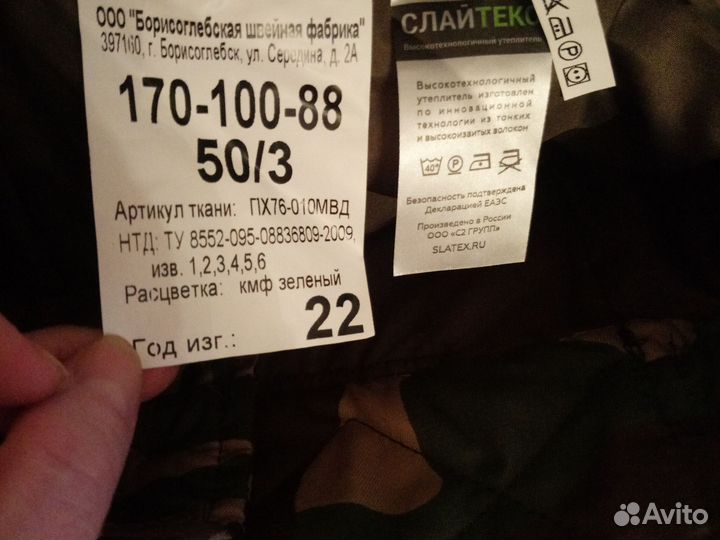 ООО "Борисоглебская швейная фабрика"
397160, г. Борисоглебск, ул. Середина, д. 2А
170-100-88
50/3
Артикул ткани: ПХ76-010МВД
НТД: ТУ 8552-095-08836809-2009,
изв. 1,2,3,4,5,6
Расцветка: кмф зеленый
Год изг.: 22
СЛАЙТЕКС
Высокотехнологичный утеплитель
Высокотехнологичный
утеплитель изготовлен
по инновационной
технологии из тонких
и высокоизвитых волокон
40°
P
Безопасность подтверждена
Декларацией ЕАЭС
Произведено в России
ООО «С2 ГРУПП»
SLATEX.RU
P
Avito